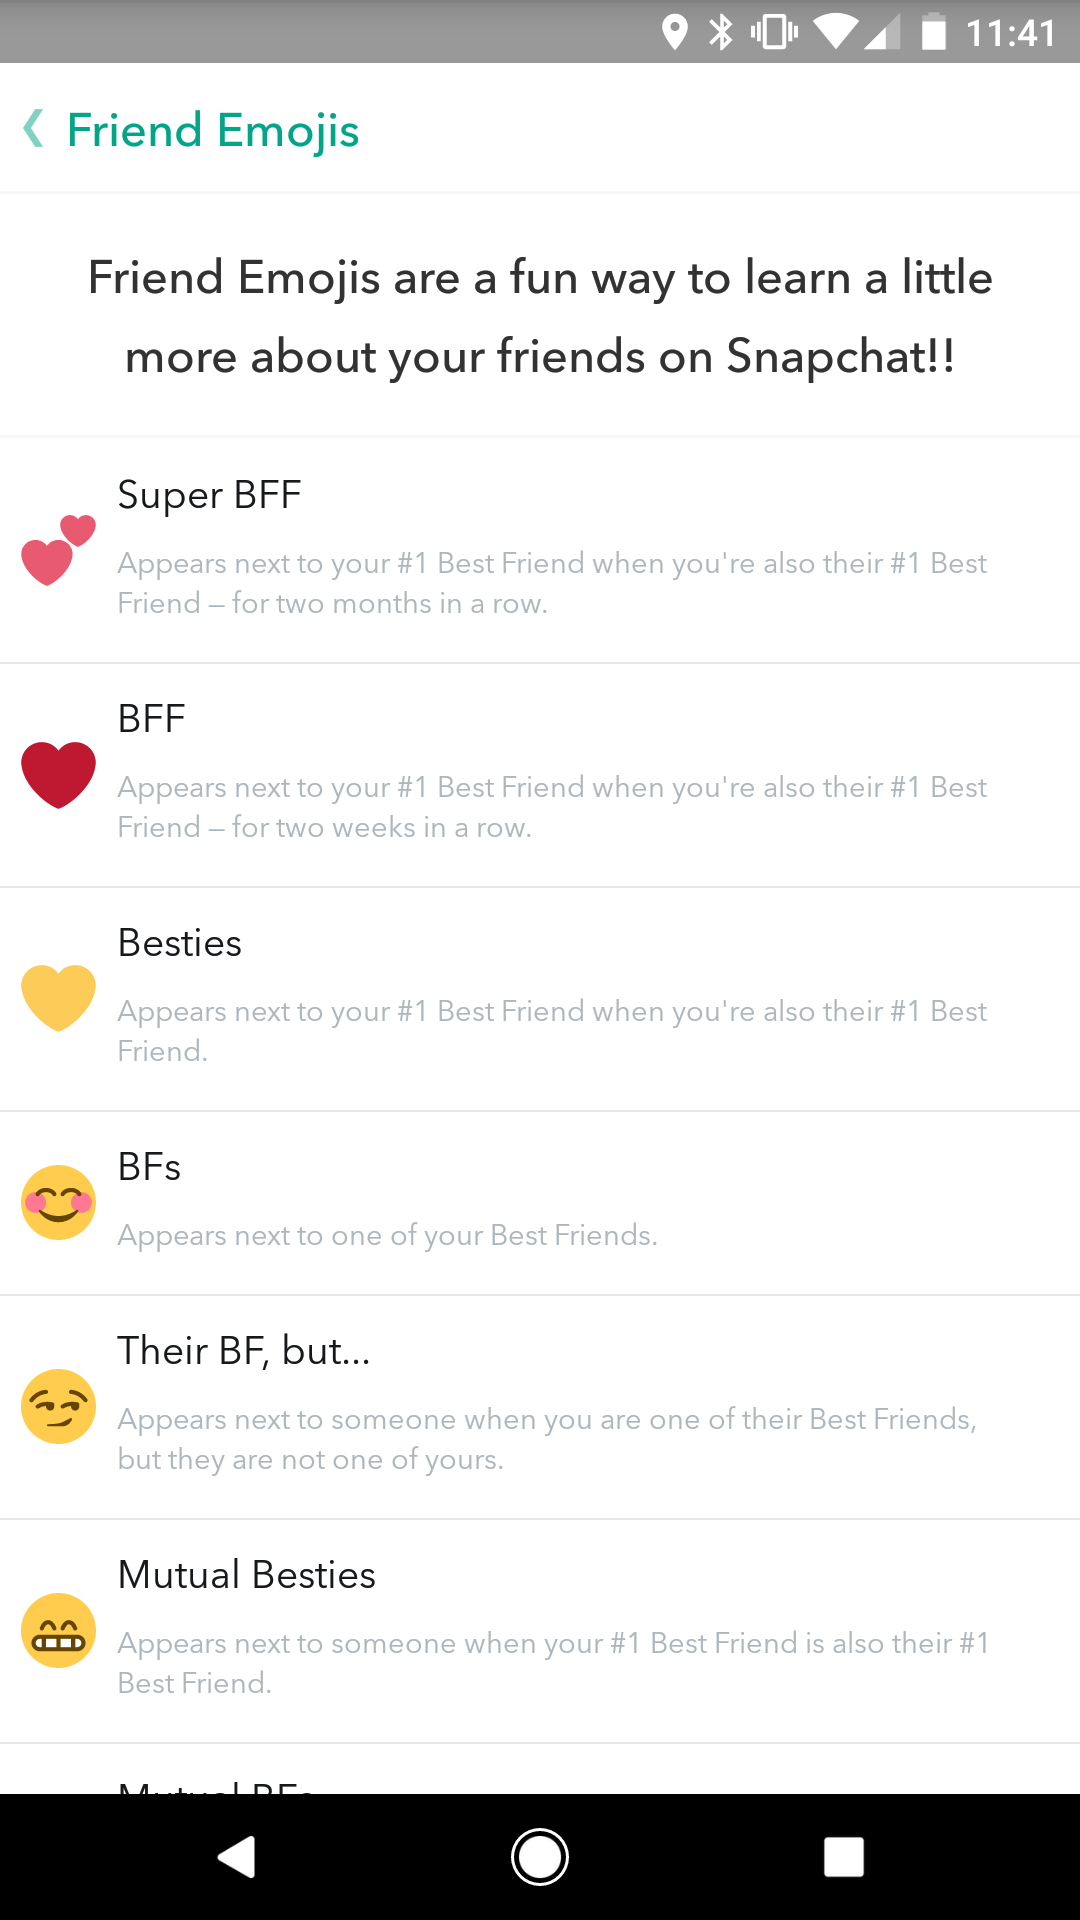 11:41
Friend Emojis
Friend Emojis are a fun way to learn a little
more about your friends on Snapchat!!
Super BFF
Appears next to your #1 Best Friend when you're also their #1 Best
Friend – for two months in a row.
BFF
Appears next to your #1 Best Friend when you're also their #1 Best
Friend – for two weeks in a row.
Besties
Appears next to your #1 Best Friend when you're also their #1 Best
Friend.
BFs
Appears next to one of your Best Friends.
Their BF, but...
Appears next to someone when you are one of their Best Friends,
but they are not one of yours.
Mutual Besties
Appears next to someone when your #1 Best Friend is also their #1
Best Friend.
Mutual BFs